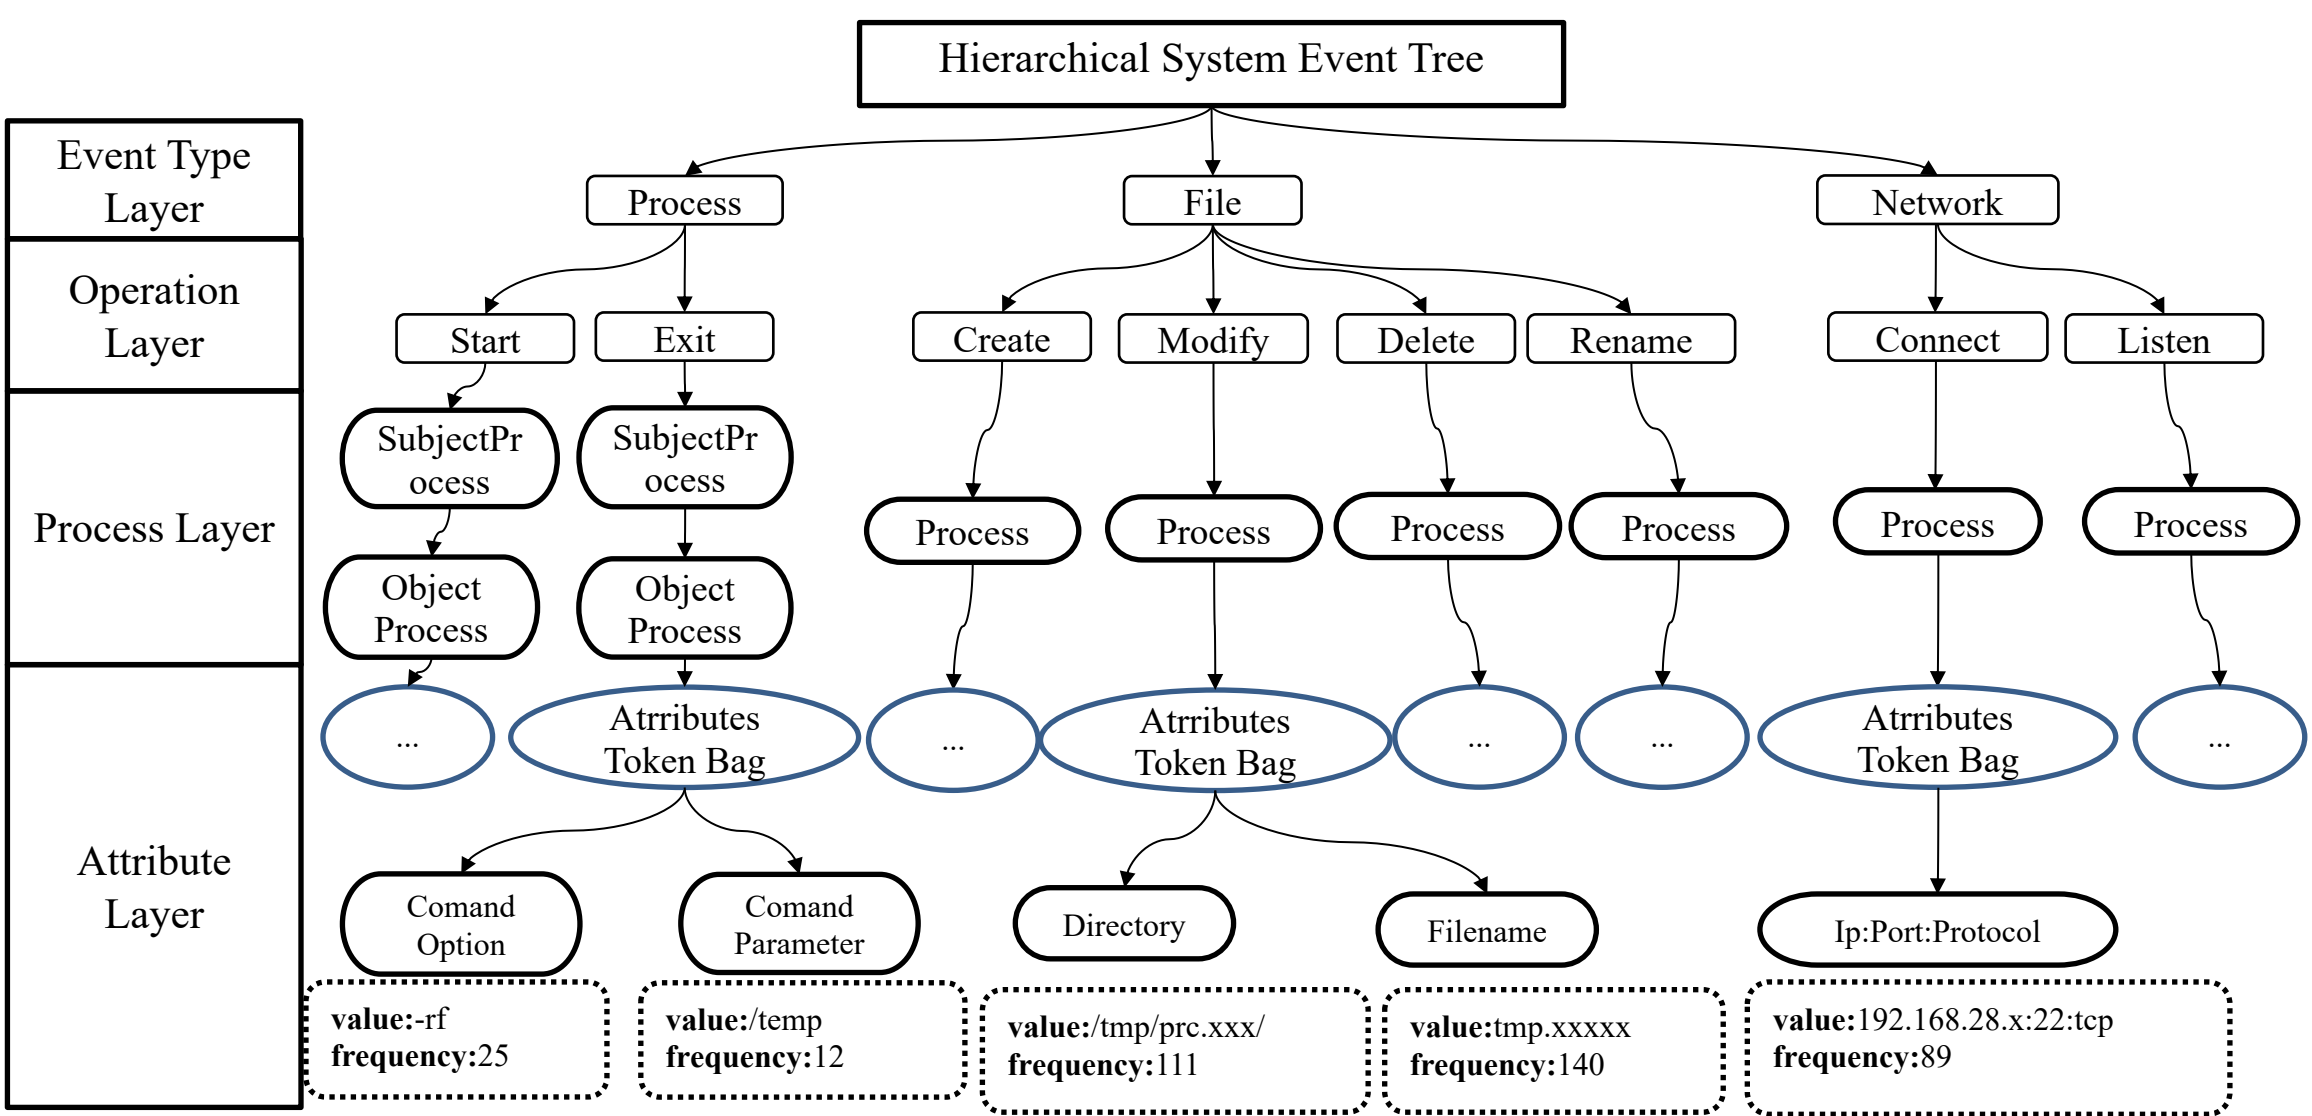 Hierarchical System Event Tree
Event Type
Layer
Process
File
Network
Operation
Layer
Start
Exit
Create
Modify
Delete
Rename
Connect
Listen
Process Layer
SubjectPr
ocess
SubjectPr
ocess
Object
Process
Object
Process
Process
Process
Process
Process
Process
Process
Attribute
Layer
...
Atrributes
Token Bag
...
Atrributes
Token Bag
...
...
Atrributes
Token Bag
...
Comand
Option
Comand
Parameter
Directory
Filename
Ip:Port:Protocol
value:-rf
frequency:25
value:/temp
frequency:12
value:/tmp/prc.xxx/
frequency:111
value:tmp.xxxxx
frequency:140
value:192.168.28.x:22:tcp
frequency:89